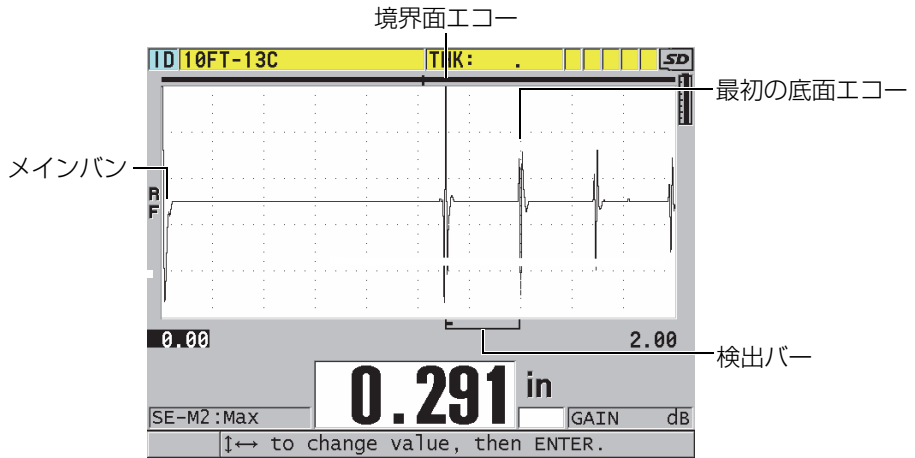 境界面エコー
ID 10FT-13C THK: . SD
最初の底面エコー
メインバン
RF
0.00 2.00
検出バー
0.291 in
SE-M2:Max GAIN dB
↕↔ to change value, then ENTER.